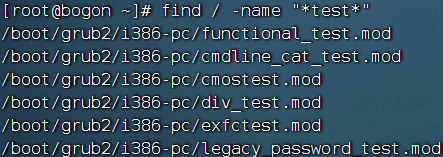 [root@bogon ~]# find / -name "*test*"
/boot/grub2/i386-pc/functional_test.mod
/boot/grub2/i386-pc/cmdline_cat_test.mod
/boot/grub2/i386-pc/cmostest.mod
/boot/grub2/i386-pc/div_test.mod
/boot/grub2/i386-pc/exfctest.mod
/boot/grub2/i386-pc/legacy_password_test.mod